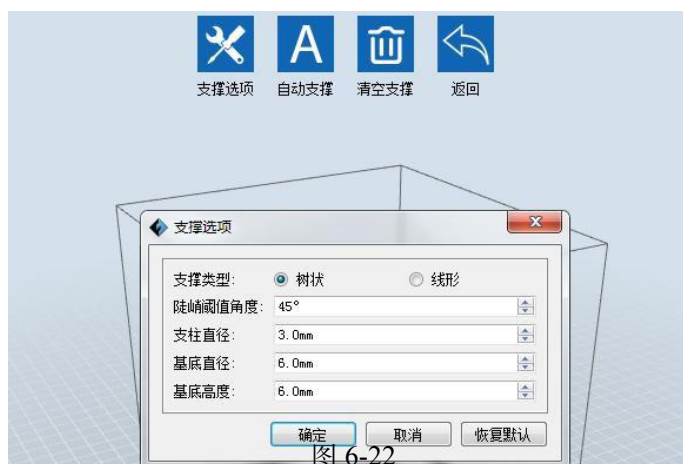 A
支撑选项 自动支撑 清空支撑 返回
支撑选项
支撑类型: 树状 线形
陡峭阈值角度: 45°
支柱直径: 3.0mm
基底直径: 6.0mm
基底高度: 6.0mm
确定 取消 恢复默认
图 6-22